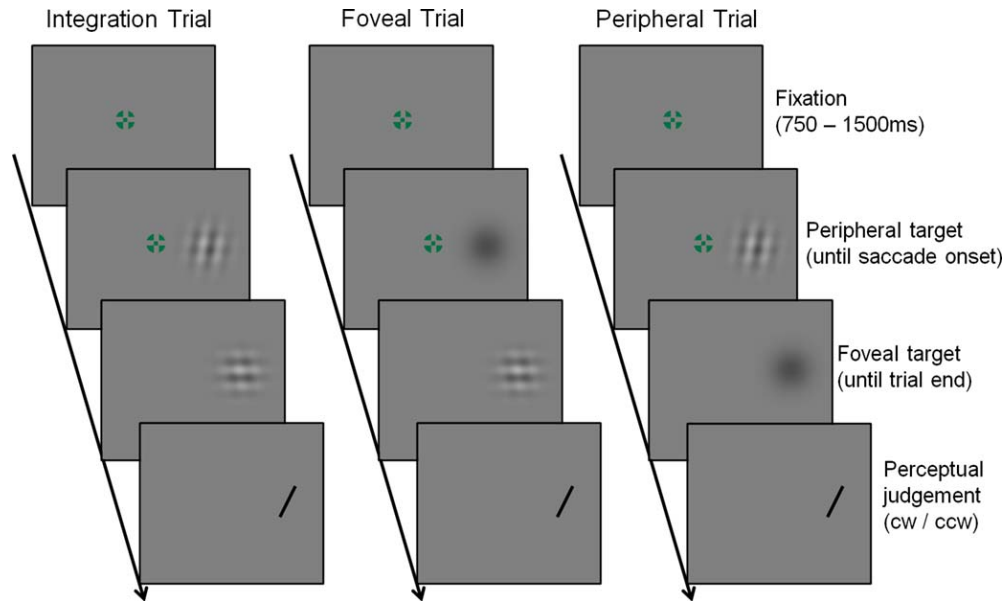 Integration Trial
Foveal Trial
Peripheral Trial
Fixation
(750 – 1500ms)
Peripheral target
(until saccade onset)
Foveal target
(until trial end)
Perceptual
judgement
(cw / ccw)